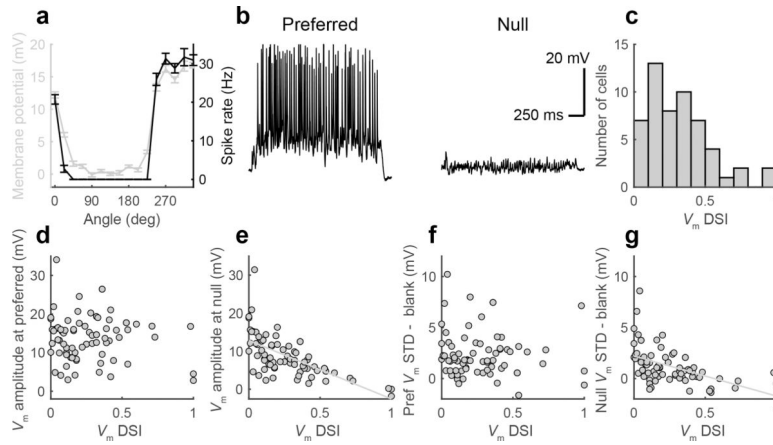 a
b
c
Preferred
Null
Membrane potential (mV)
20
15
10
5
0
Spike rate (Hz)
30
20
10
0
0
90
180
270
Angle (deg)
20 mV
250 ms
Number of cells
15
10
5
0
0
0.5
1
Vm DSI
d
e
f
g
Vm amplitude at preferred (mV)
30
20
10
0
0
0.5
1
Vm DSI
Vm amplitude at null (mV)
30
20
10
0
0
0.5
1
Vm DSI
Pref Vm STD - blank (mV)
10
5
0
0
0.5
1
Vm DSI
Null Vm STD - blank (mV)
10
5
0
0
0.5
1
Vm DSI